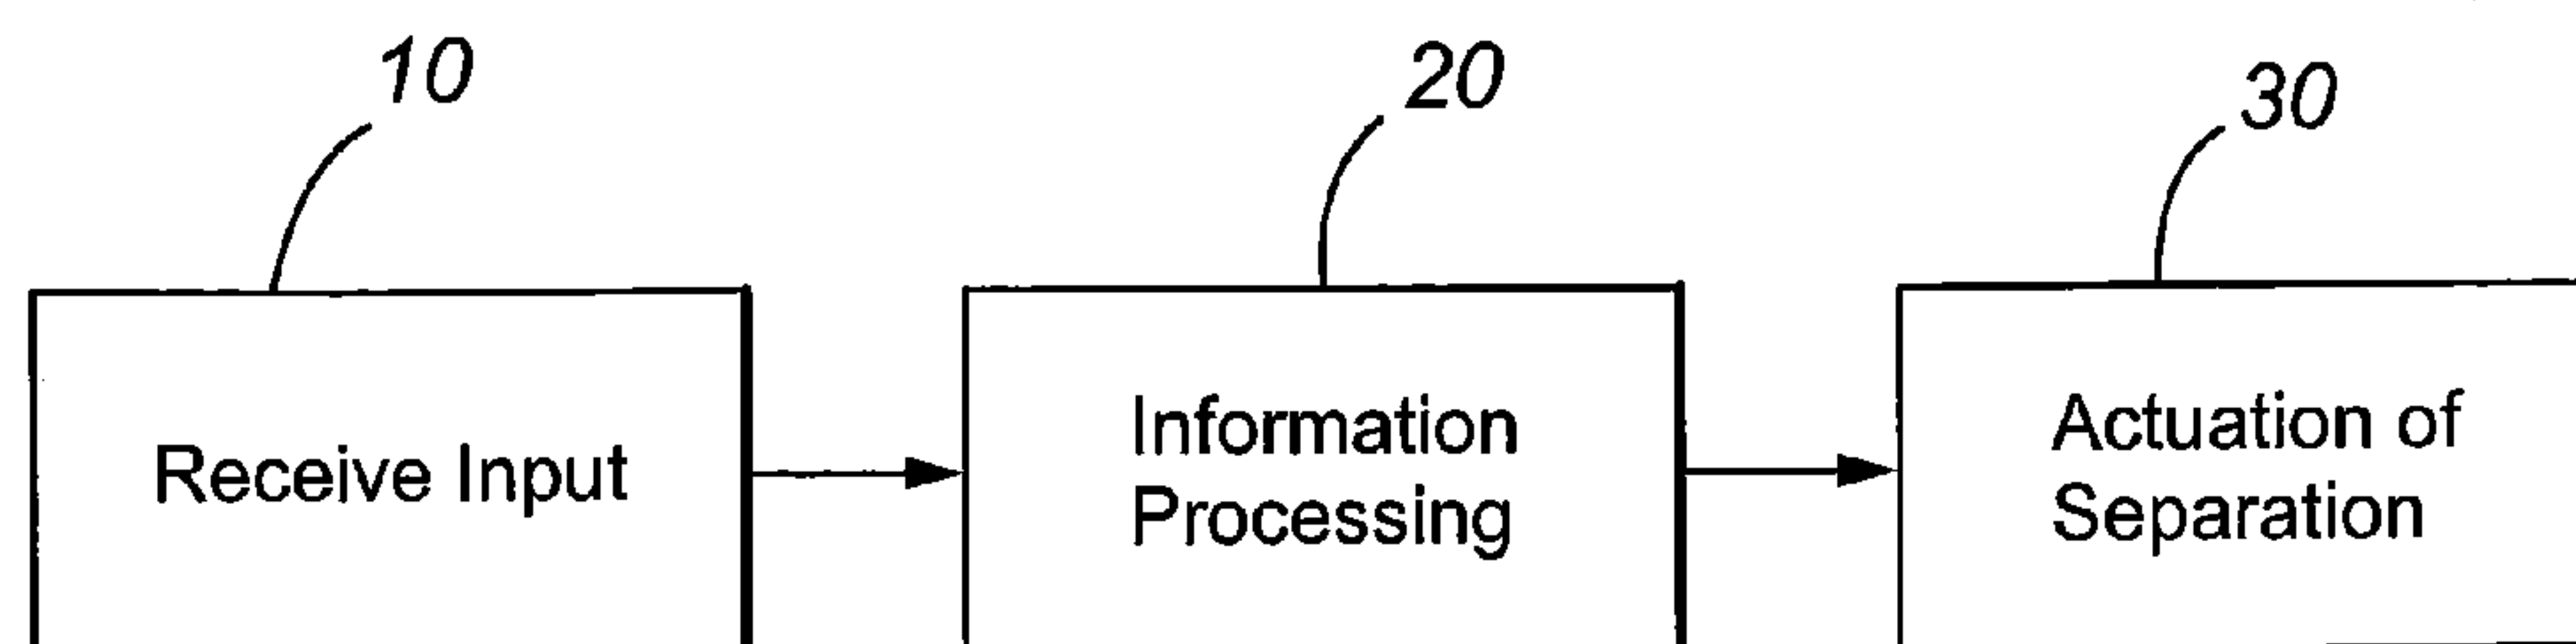 10
20
30
Receive Input
Information
Processing
Actuation of
Separation